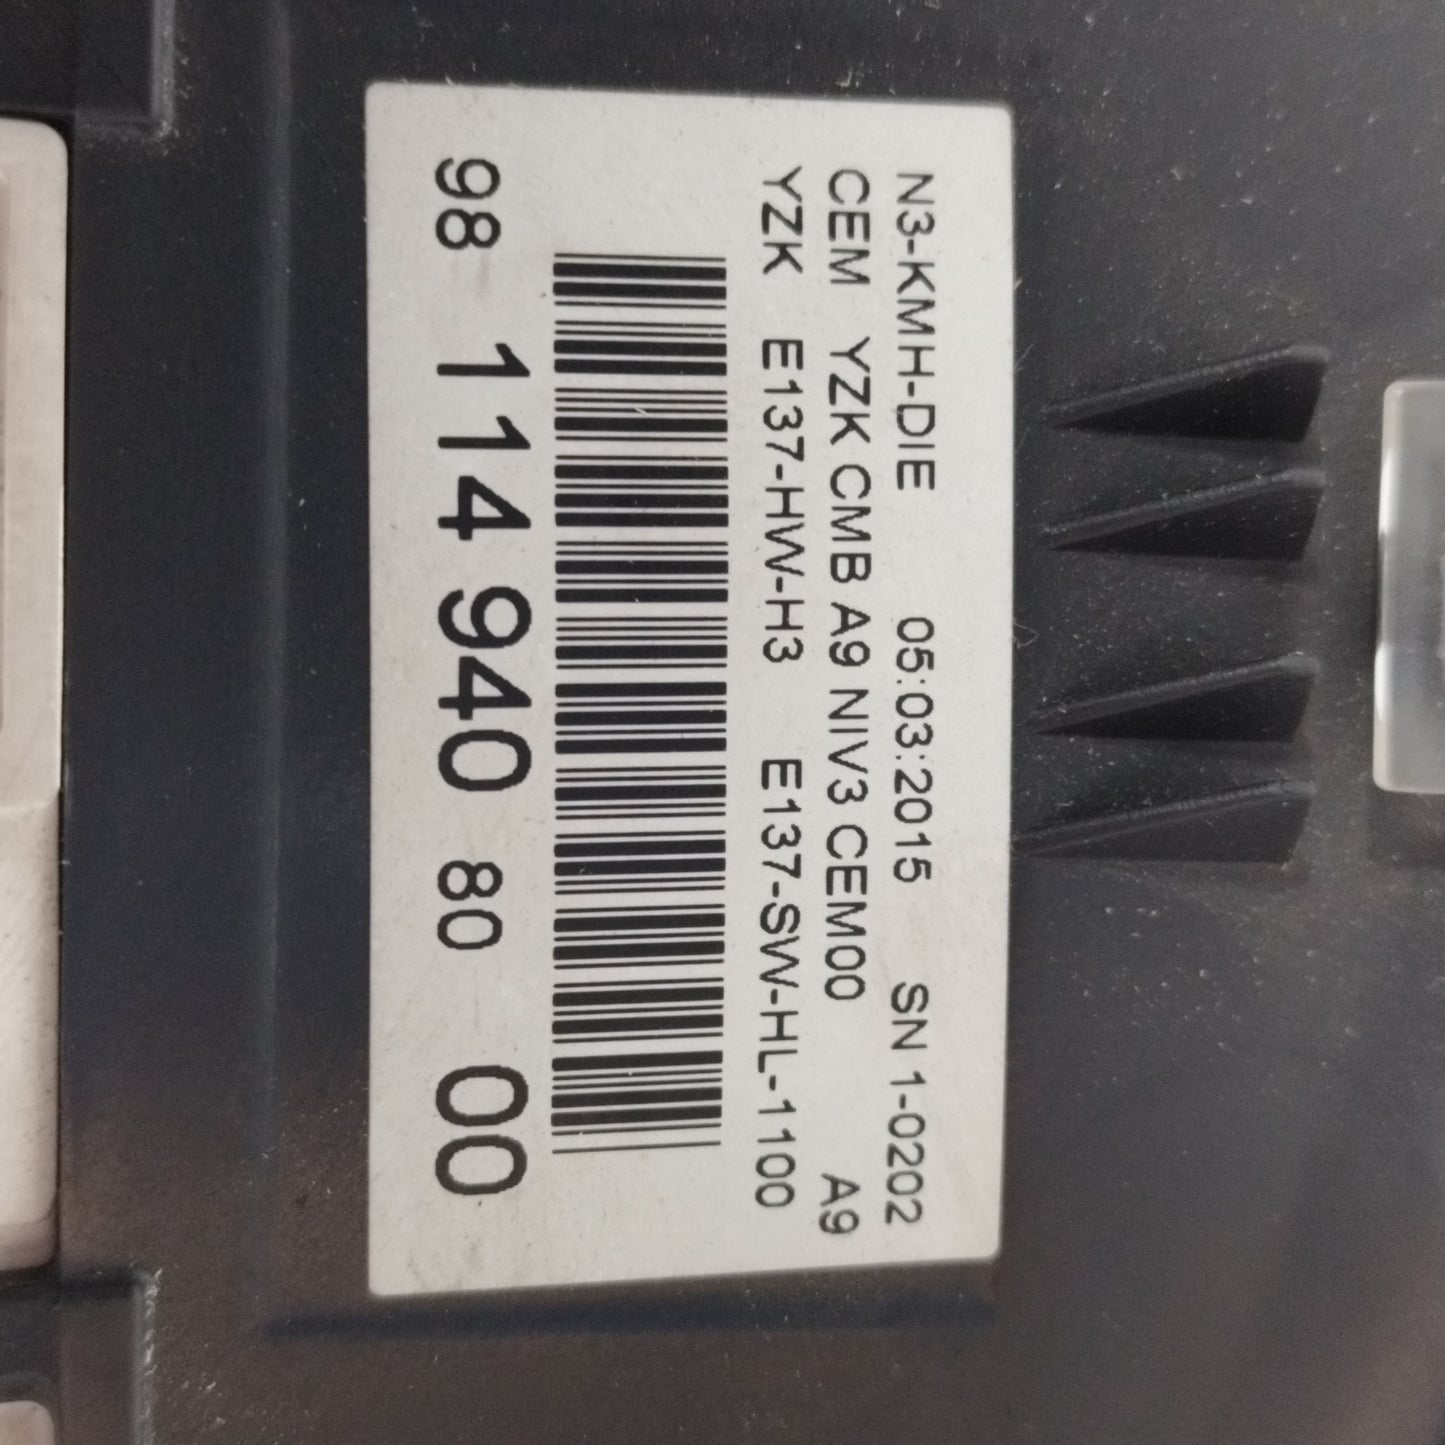 N3-KMH-DIE 05:03:2015 SN 1-0202
CEM YZK CMB A9 NIV3 CEM00 A9
YZK E137-HW-H3 E137-SW-HL-1100
98 114 940 80 00